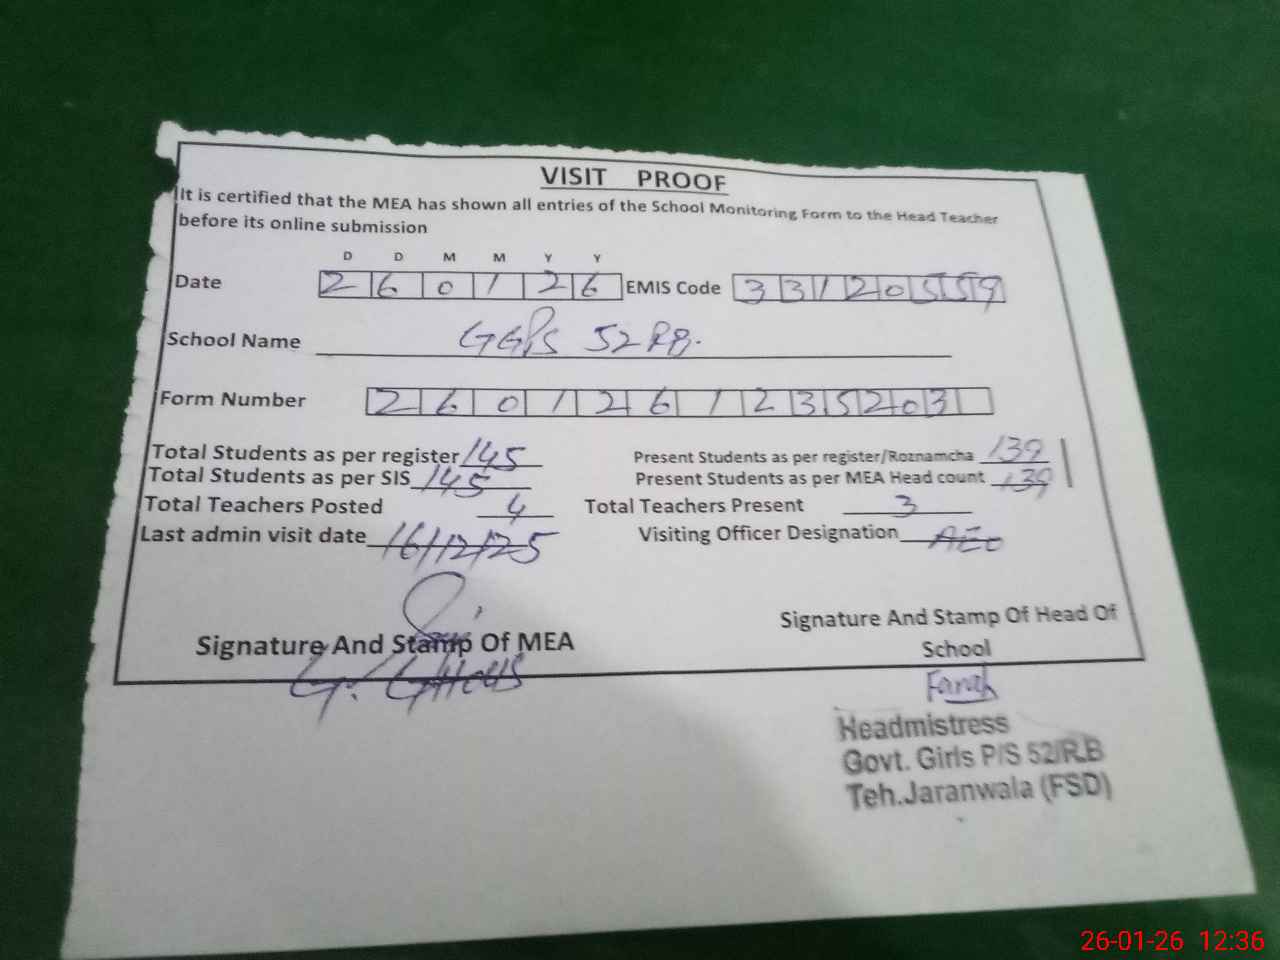 VISIT PROOF
It is certified that the MEA has shown all entries of the School Monitoring Form to the Head Teacher
before its online submission
D D M M Y Y
Date 2 6 0 1 2 6 EMIS Code 3 3 1 2 0 5 5 9
School Name GGPS 52 RB.
Form Number 2 6 0 1 2 6 1 2 3 5 2 0 3
Total Students as per register 145 Present Students as per register/Roznamcha 139
Total Students as per SIS 145 Present Students as per MEA Head count 139
Total Teachers Posted 4 Total Teachers Present 3
Last admin visit date 16/12/25 Visiting Officer Designation AEO
Signature And Stamp Of MEA
G. GHOUS
Signature And Stamp Of Head Of
School
Farah
Headmistress
Govt. Girls P/S 52/R.B
Teh.Jaranwala (FSD)
26-01-26 12:36